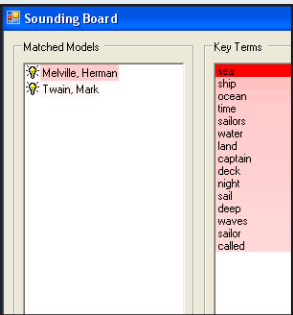 Sounding Board
Matched Models
Melville, Herman
Twain, Mark
Key Terms
sea
ship
ocean
time
sailors
water
land
captain
deck
night
sail
deep
waves
sailor
called